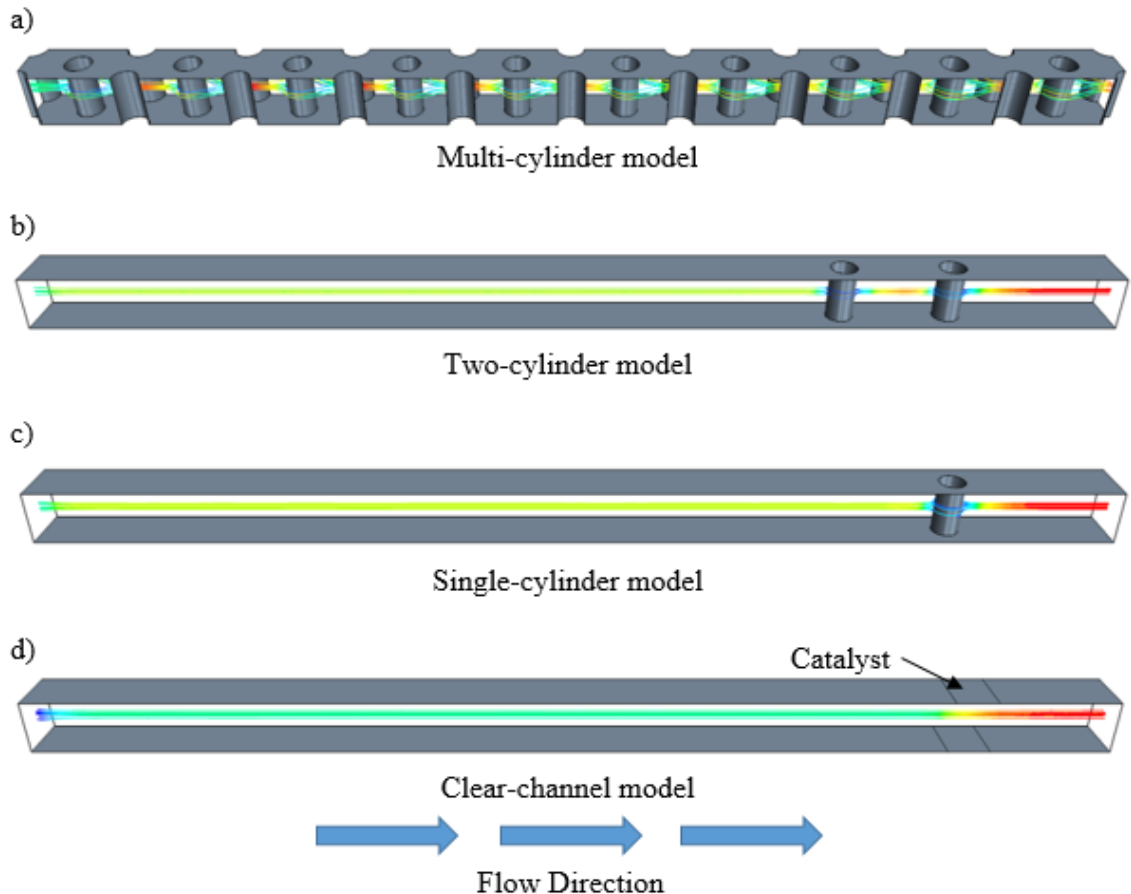 a)
Multi-cylinder model
b)
Two-cylinder model
c)
Single-cylinder model
d)
Catalyst
Clear-channel model
Flow Direction